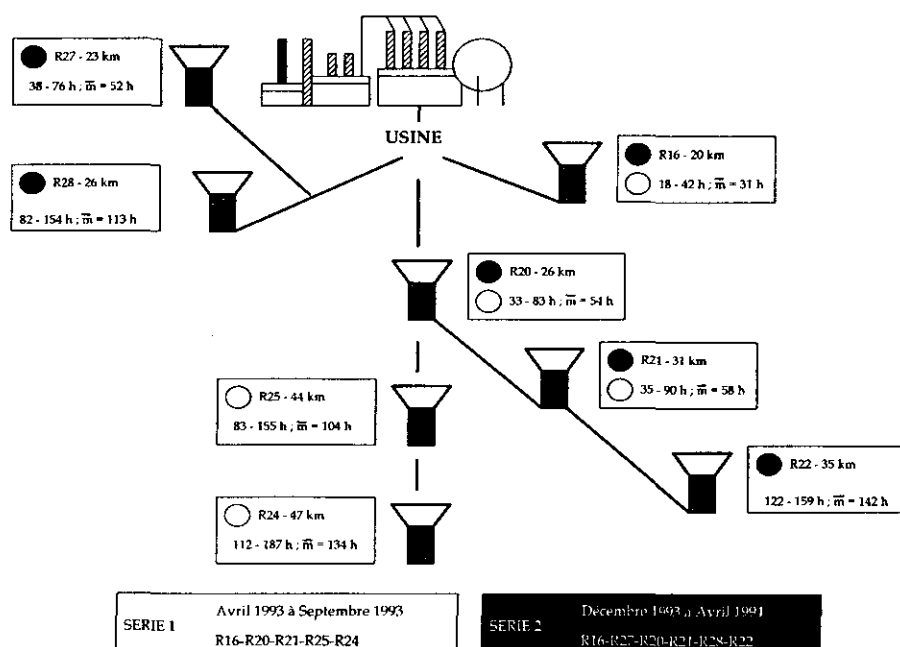 R27 - 23 km
38 - 76 h ; m̅ = 52 h
USINE
R16 - 20 km
18 - 42 h ; m̅ = 31 h
R28 - 26 km
82 - 154 h ; m̅ = 113 h
R20 - 26 km
33 - 83 h ; m̅ = 54 h
R21 - 31 km
35 - 90 h ; m̅ = 58 h
R25 - 44 km
83 - 155 h ; m̅ = 104 h
R22 - 35 km
122 - 159 h ; m̅ = 142 h
R24 - 47 km
112 - 187 h ; m̅ = 134 h
SERIE 1
Avril 1993 à Septembre 1993
R16-R20-R21-R25-R24
SERIE 2
Décembre 1993 à Avril 1994
R16-R27-R20-R21-R28-R22